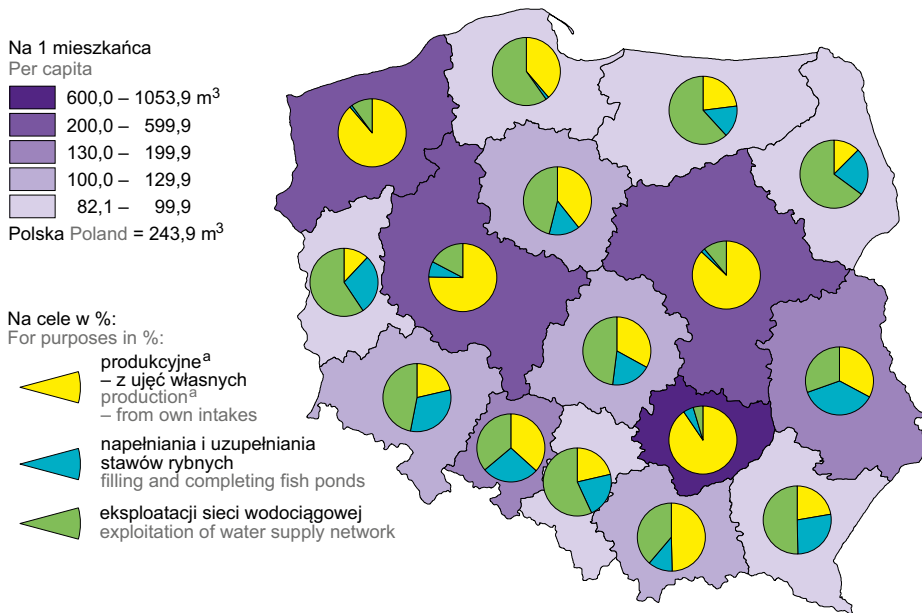 Na 1 mieszkańca
Per capita
600,0 – 1053,9 m³
200,0 – 599,9
130,0 – 199,9
100,0 – 129,9
82,1 – 99,9
Polska Poland = 243,9 m³
Na cele w %:
For purposes in %:
produkcyjneᵃ
– z ujęć własnych
productionᵃ
– from own intakes
napełniania i uzupełniania
stawów rybnych
filling and completing fish ponds
eksploatacji sieci wodociągowej
exploitation of water supply network